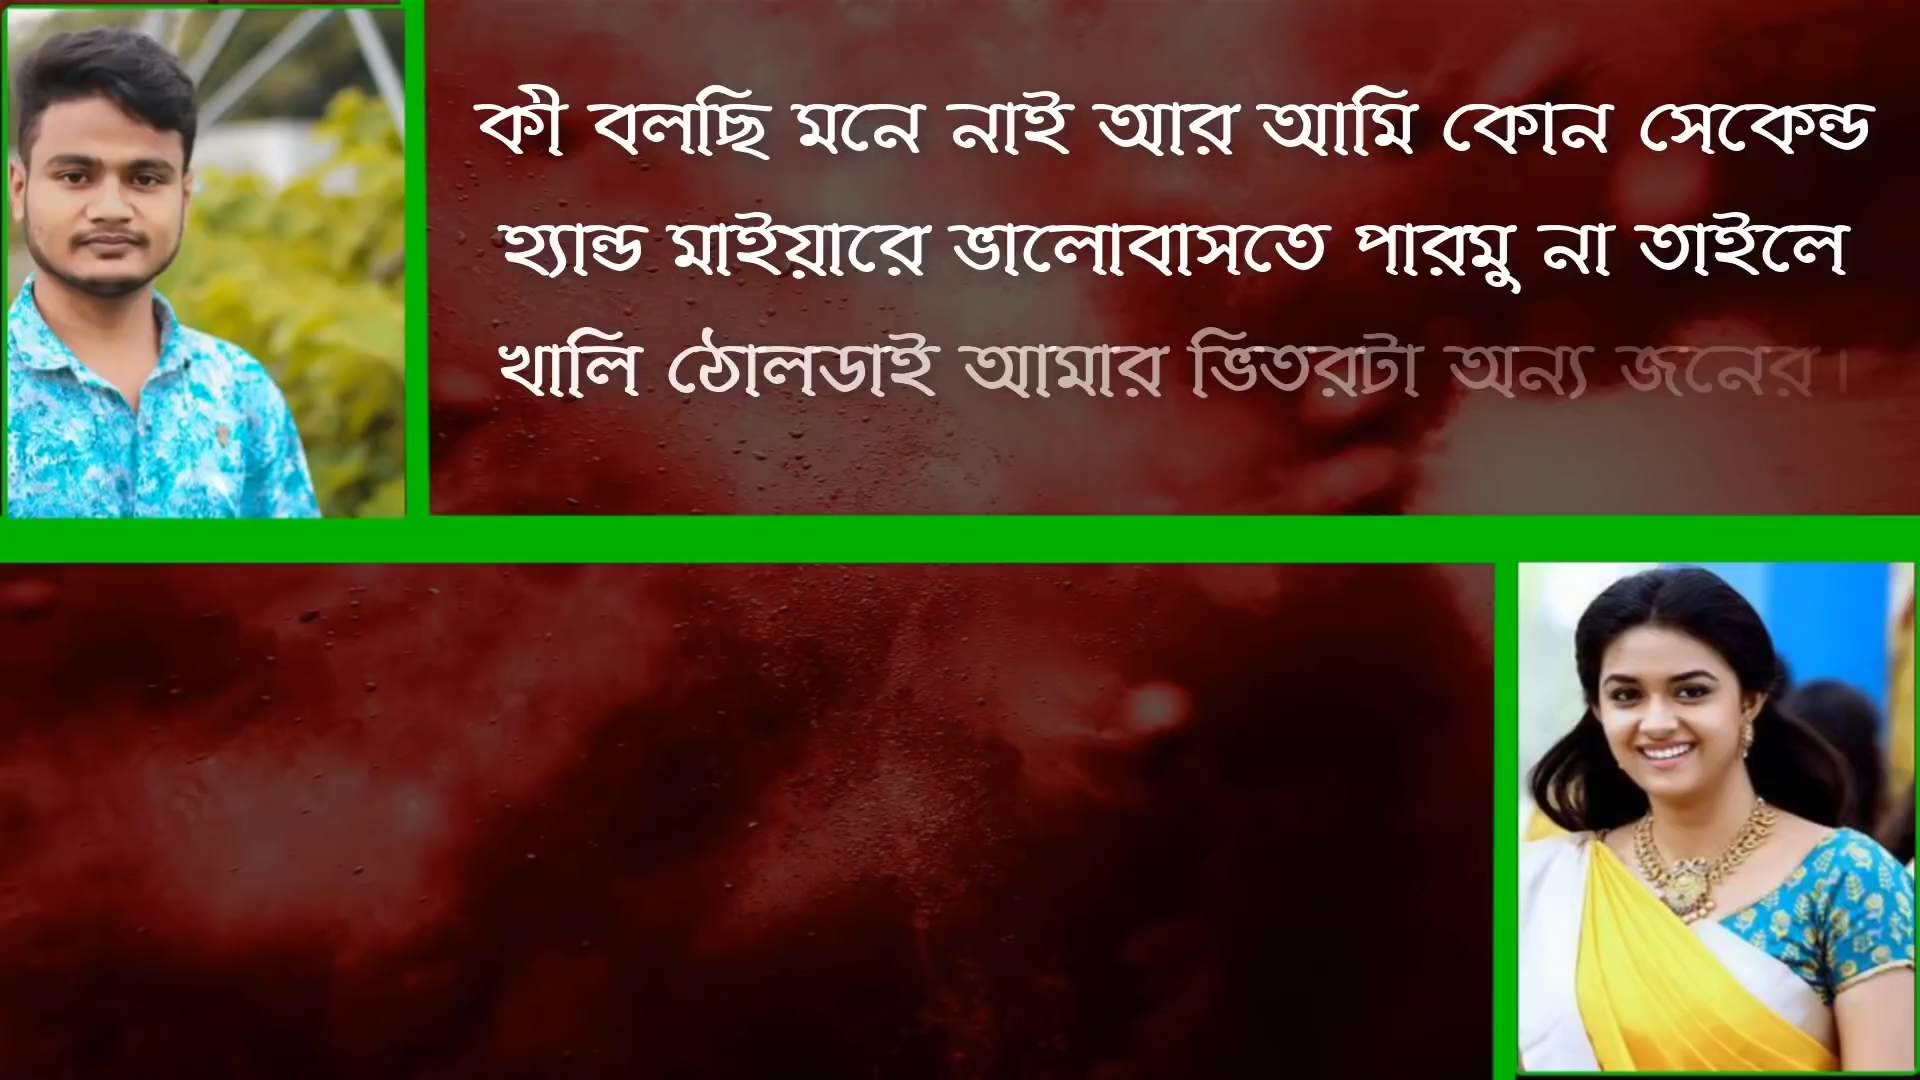 কী বলছি মনে নাই আর আমি কোন সেকেন্ড
হ্যান্ড মাইয়ারে ভালোবাসতে পারমু না তাইলে
খালি ঠোলডাই আমার ভিতরটা অন্য জনের।